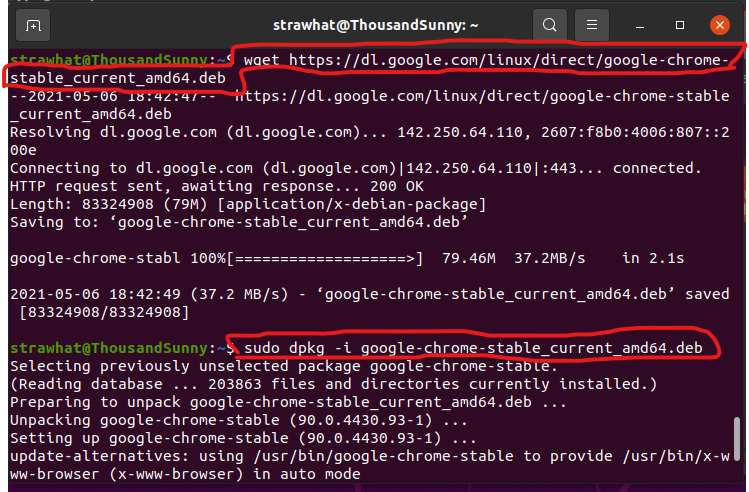 strawhat@ThousandSunny: ~
strawhat@ThousandSunny:~$ wget https://dl.google.com/linux/direct/google-chrome-
stable_current_amd64.deb
--2021-05-06 18:42:47--  https://dl.google.com/linux/direct/google-chrome-stable
_current_amd64.deb
Resolving dl.google.com (dl.google.com)... 142.250.64.110, 2607:f8b0:4006:807::2
00e
Connecting to dl.google.com (dl.google.com)|142.250.64.110|:443... connected.
HTTP request sent, awaiting response... 200 OK
Length: 83324908 (79M) [application/x-debian-package]
Saving to: ‘google-chrome-stable_current_amd64.deb’
google-chrome-stabl 100%[===================>]  79.46M  37.2MB/s    in 2.1s
2021-05-06 18:42:49 (37.2 MB/s) - ‘google-chrome-stable_current_amd64.deb’ saved
[83324908/83324908]
strawhat@ThousandSunny:~$ sudo dpkg -i google-chrome-stable_current_amd64.deb
Selecting previously unselected package google-chrome-stable.
(Reading database ... 203863 files and directories currently installed.)
Preparing to unpack google-chrome-stable_current_amd64.deb ...
Unpacking google-chrome-stable (90.0.4430.93-1) ...
Setting up google-chrome-stable (90.0.4430.93-1) ...
update-alternatives: using /usr/bin/google-chrome-stable to provide /usr/bin/x-w
ww-browser (x-www-browser) in auto mode